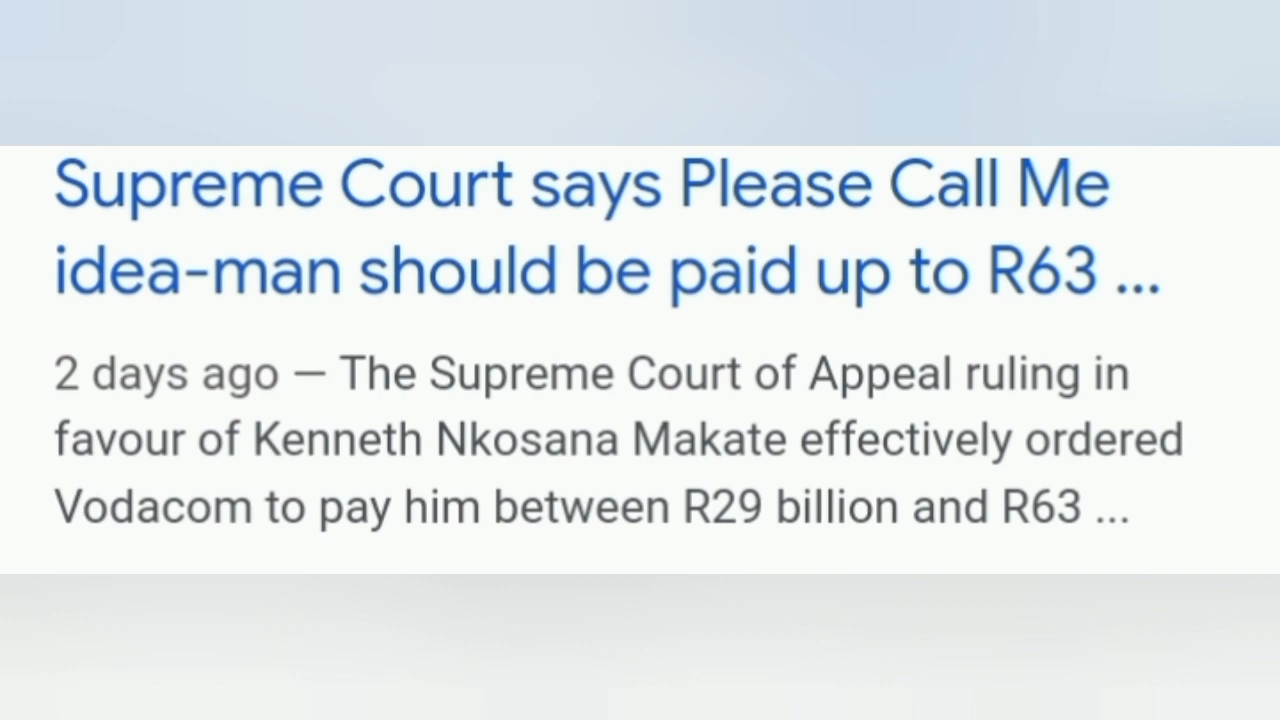 Supreme Court says Please Call Me
idea-man should be paid up to R63 ...
2 days ago — The Supreme Court of Appeal ruling in
favour of Kenneth Nkosana Makate effectively ordered
Vodacom to pay him between R29 billion and R63 ...